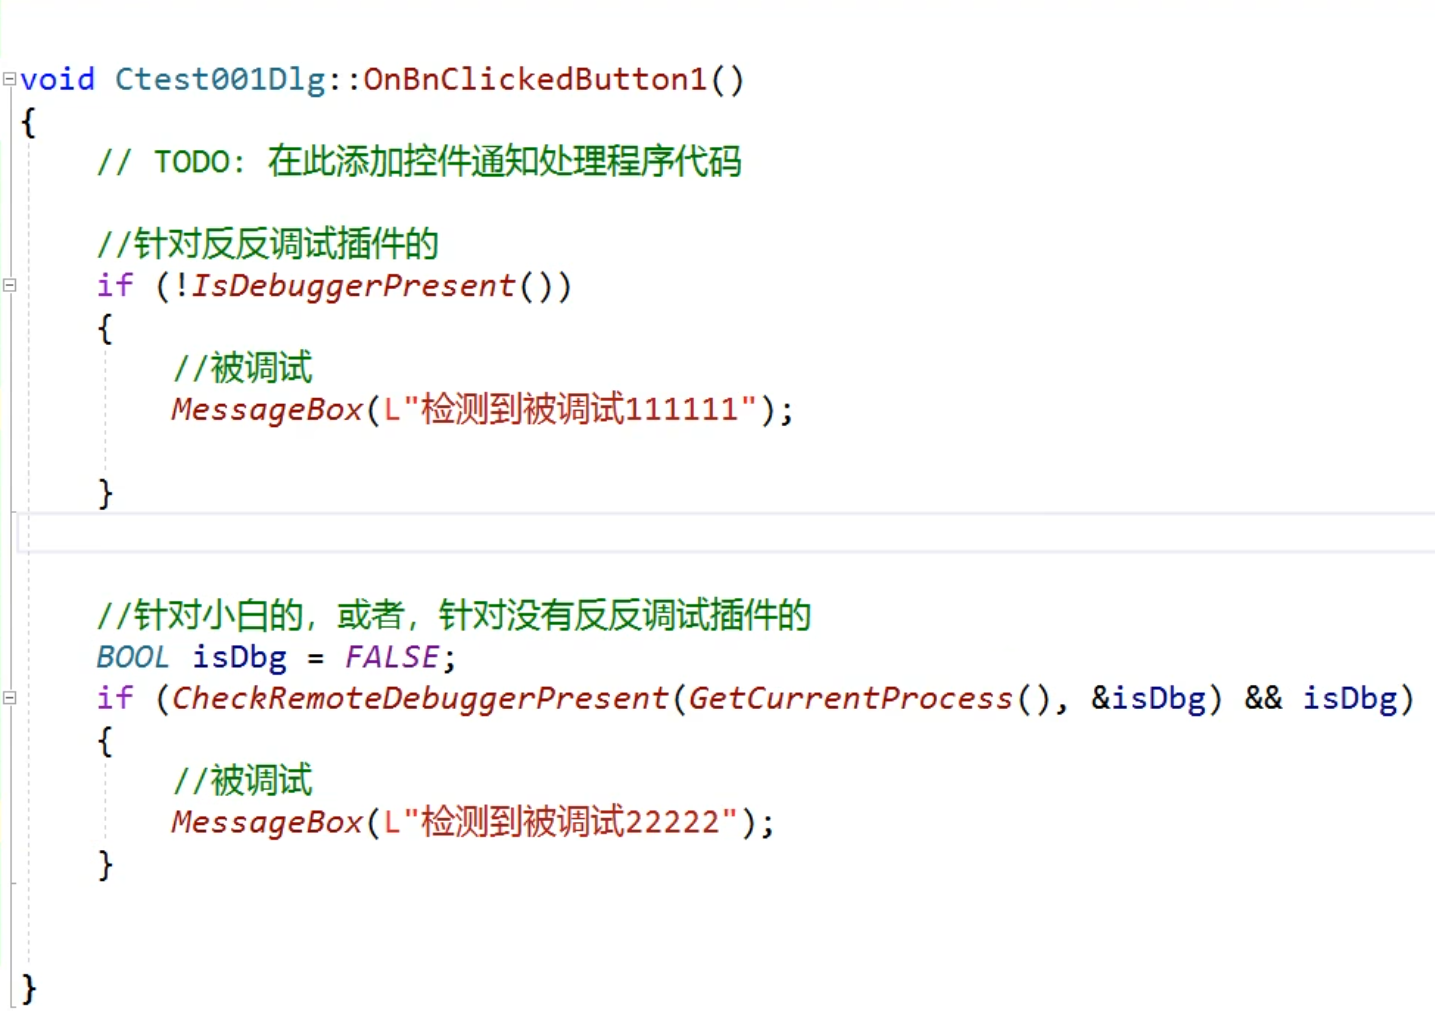 void Ctest001Dlg::OnBnClickedButton1()
{
// TODO: 在此添加控件通知处理程序代码
//针对反反调试插件的
if (!IsDebuggerPresent())
{
//被调试
MessageBox(L"检测到被调试111111");
}
//针对小白的，或者，针对没有反反调试插件的
BOOL isDbg = FALSE;
if (CheckRemoteDebuggerPresent(GetCurrentProcess(), &isDbg) && isDbg)
{
//被调试
MessageBox(L"检测到被调试22222");
}
}